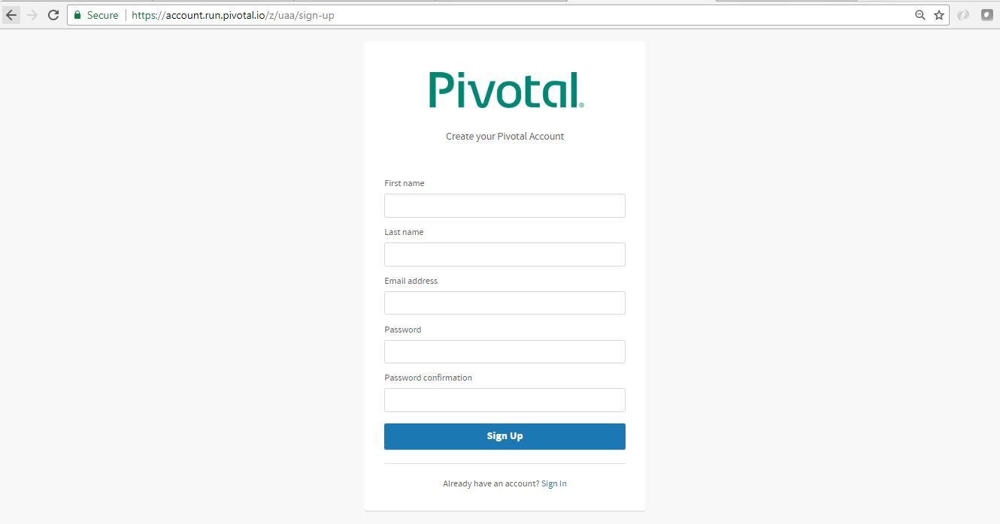 Secure https://account.run.pivotal.io/z/uaa/sign-up
Pivotal®
Create your Pivotal Account
First name
Last name
Email address
Password
Password confirmation
Sign Up
Already have an account? Sign In